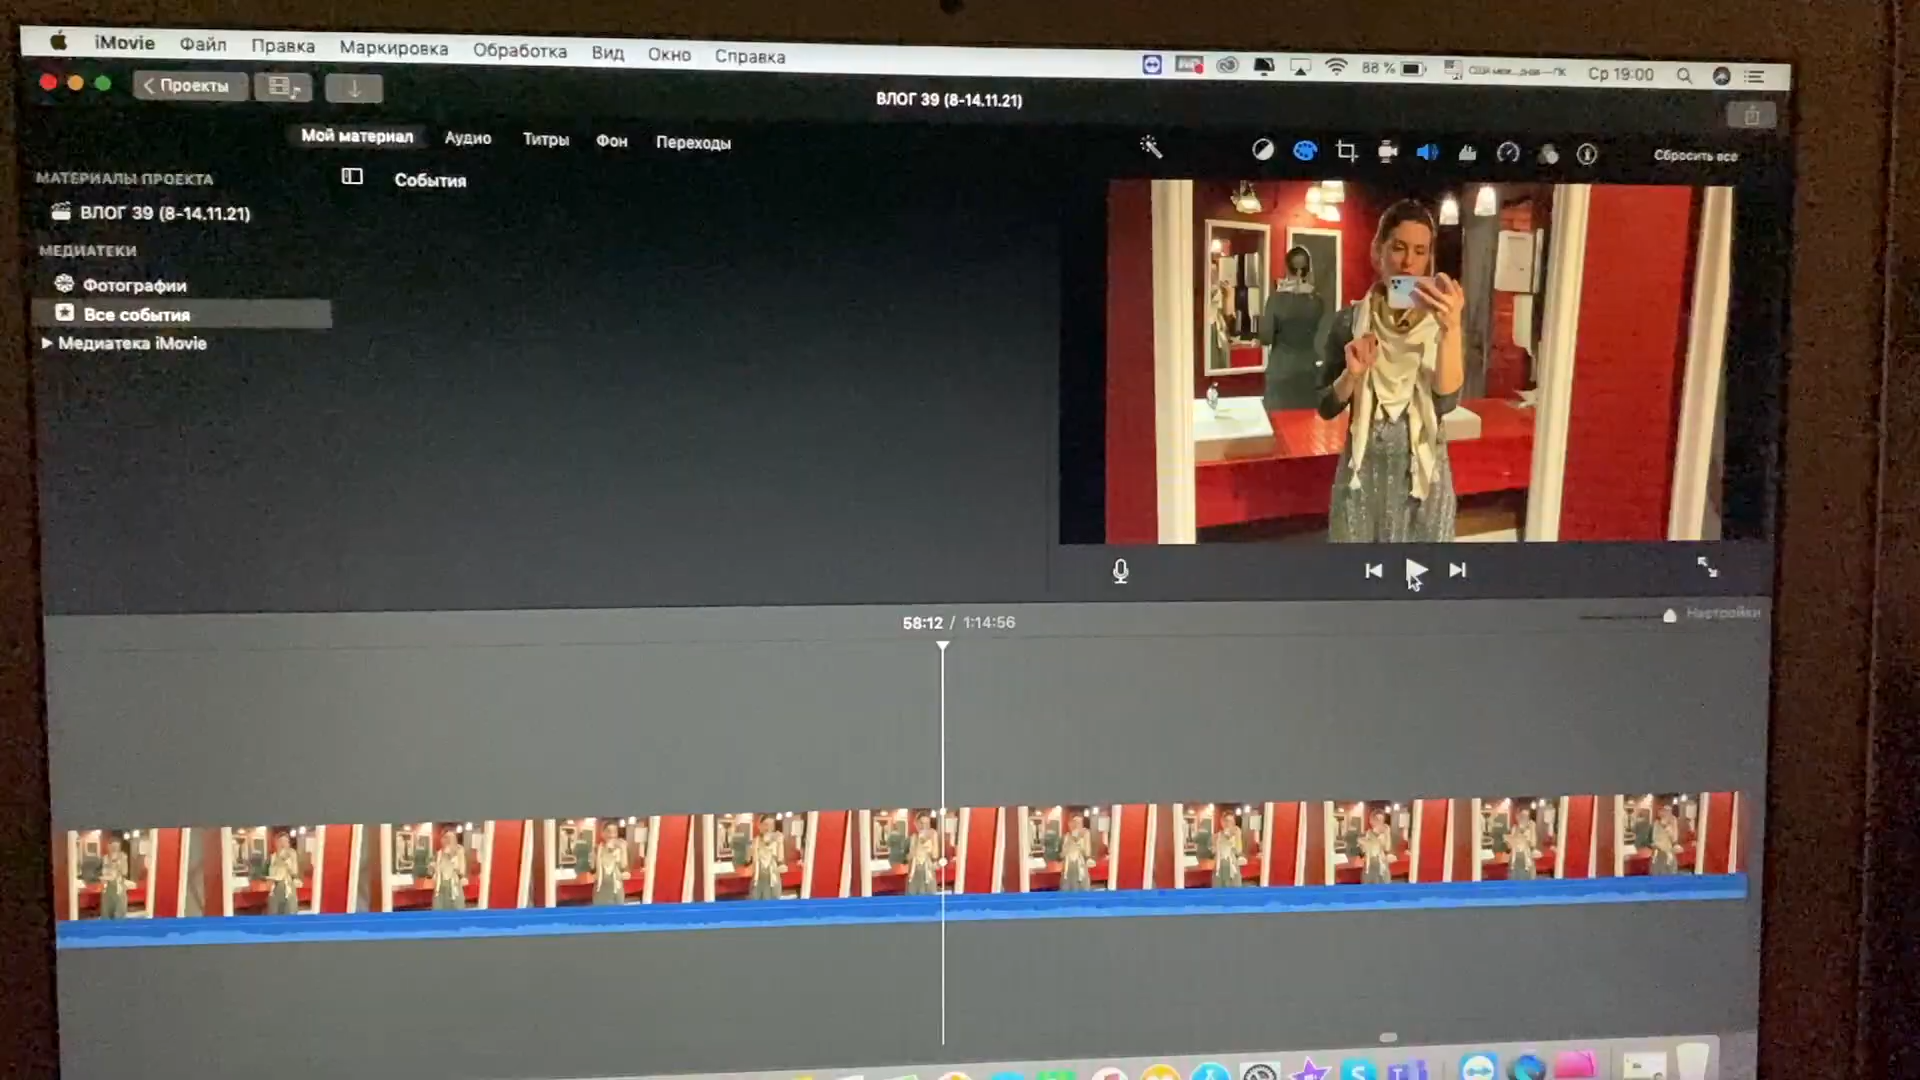 iMovie Файл Правка Маркировка Обработка Вид Окно Справка
88 % Ср 19:00
Проекты
ВЛОГ 39 (8-14.11.21)
Мой материал Аудио Титры Фон Переходы
Сбросить все
МАТЕРИАЛЫ ПРОЕКТА
События
ВЛОГ 39 (8-14.11.21)
МЕДИАТЕКИ
Фотографии
Все события
Медиатека iMovie
58:12 / 1:14:56
Настройки